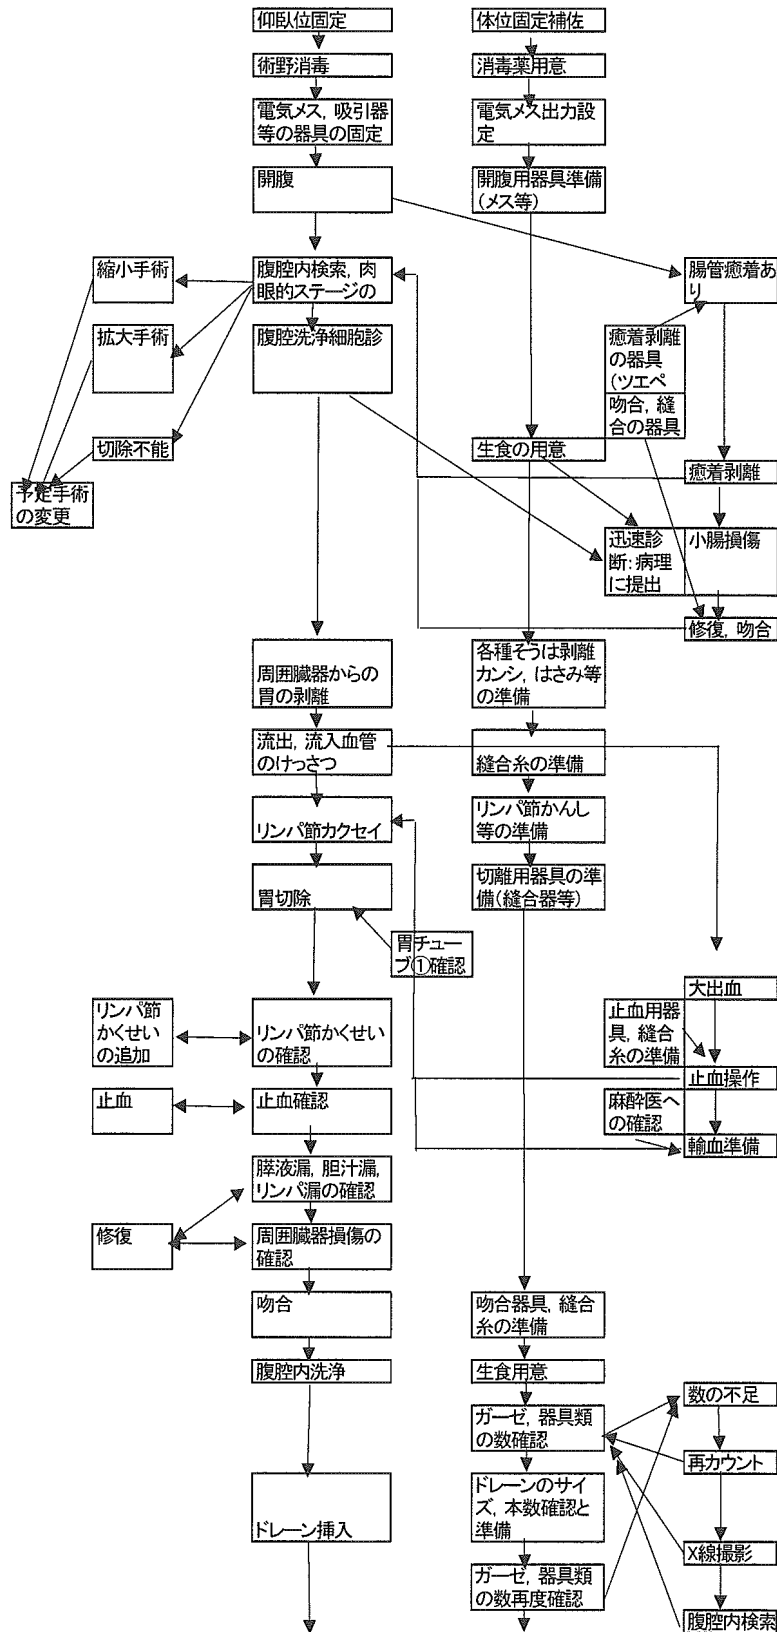 仰臥位固定
体位固定補佐
術野消毒
消毒薬用意
電気メス, 吸引器
等の器具の固定
電気メス出力設
定
開腹
開腹用器具準備
(メス等)
縮小手術
腹腔内検索, 肉
眼的ステージの
腸管癒着あ
り
拡大手術
腹腔洗浄細胞診
癒着剥離
の器具
(ツエペ
吻合, 縫
合の器具
切除不能
生食の用意
癒着剥離
予定手術
の変更
迅速診
断:病理
に提出
小腸損傷
修復, 吻合
周囲臓器からの
胃の剥離
各種そうは剥離
カンシ, はさみ等
の準備
流出, 流入血管
のけっさつ
縫合糸の準備
リンパ節カクセイ
リンパ節かんし
等の準備
胃切除
切離用器具の準
備(縫合器等)
胃チュー
ブ①確認
大出血
リンパ節
かくせい
の追加
リンパ節かくせい
の確認
止血用器
具, 縫合
糸の準備
止血操作
止血
止血確認
麻酔医へ
の確認
輸血準備
膵液漏, 胆汁漏,
リンパ漏の確認
修復
周囲臓器損傷の
確認
吻合
吻合器具, 縫合
糸の準備
腹腔内洗浄
生食用意
数の不足
ガーゼ, 器具類
の数確認
再カウント
ドレーン挿入
ドレーンのサイ
ズ, 本数確認と
準備
X線撮影
ガーゼ, 器具類
の数再度確認
腹腔内検索